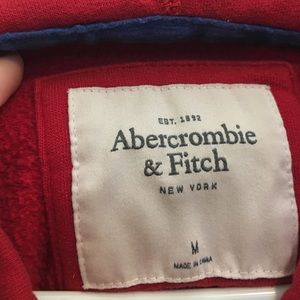 EST. 1892
Abercrombie
& Fitch
NEW YORK
M
MADE IN CHINA